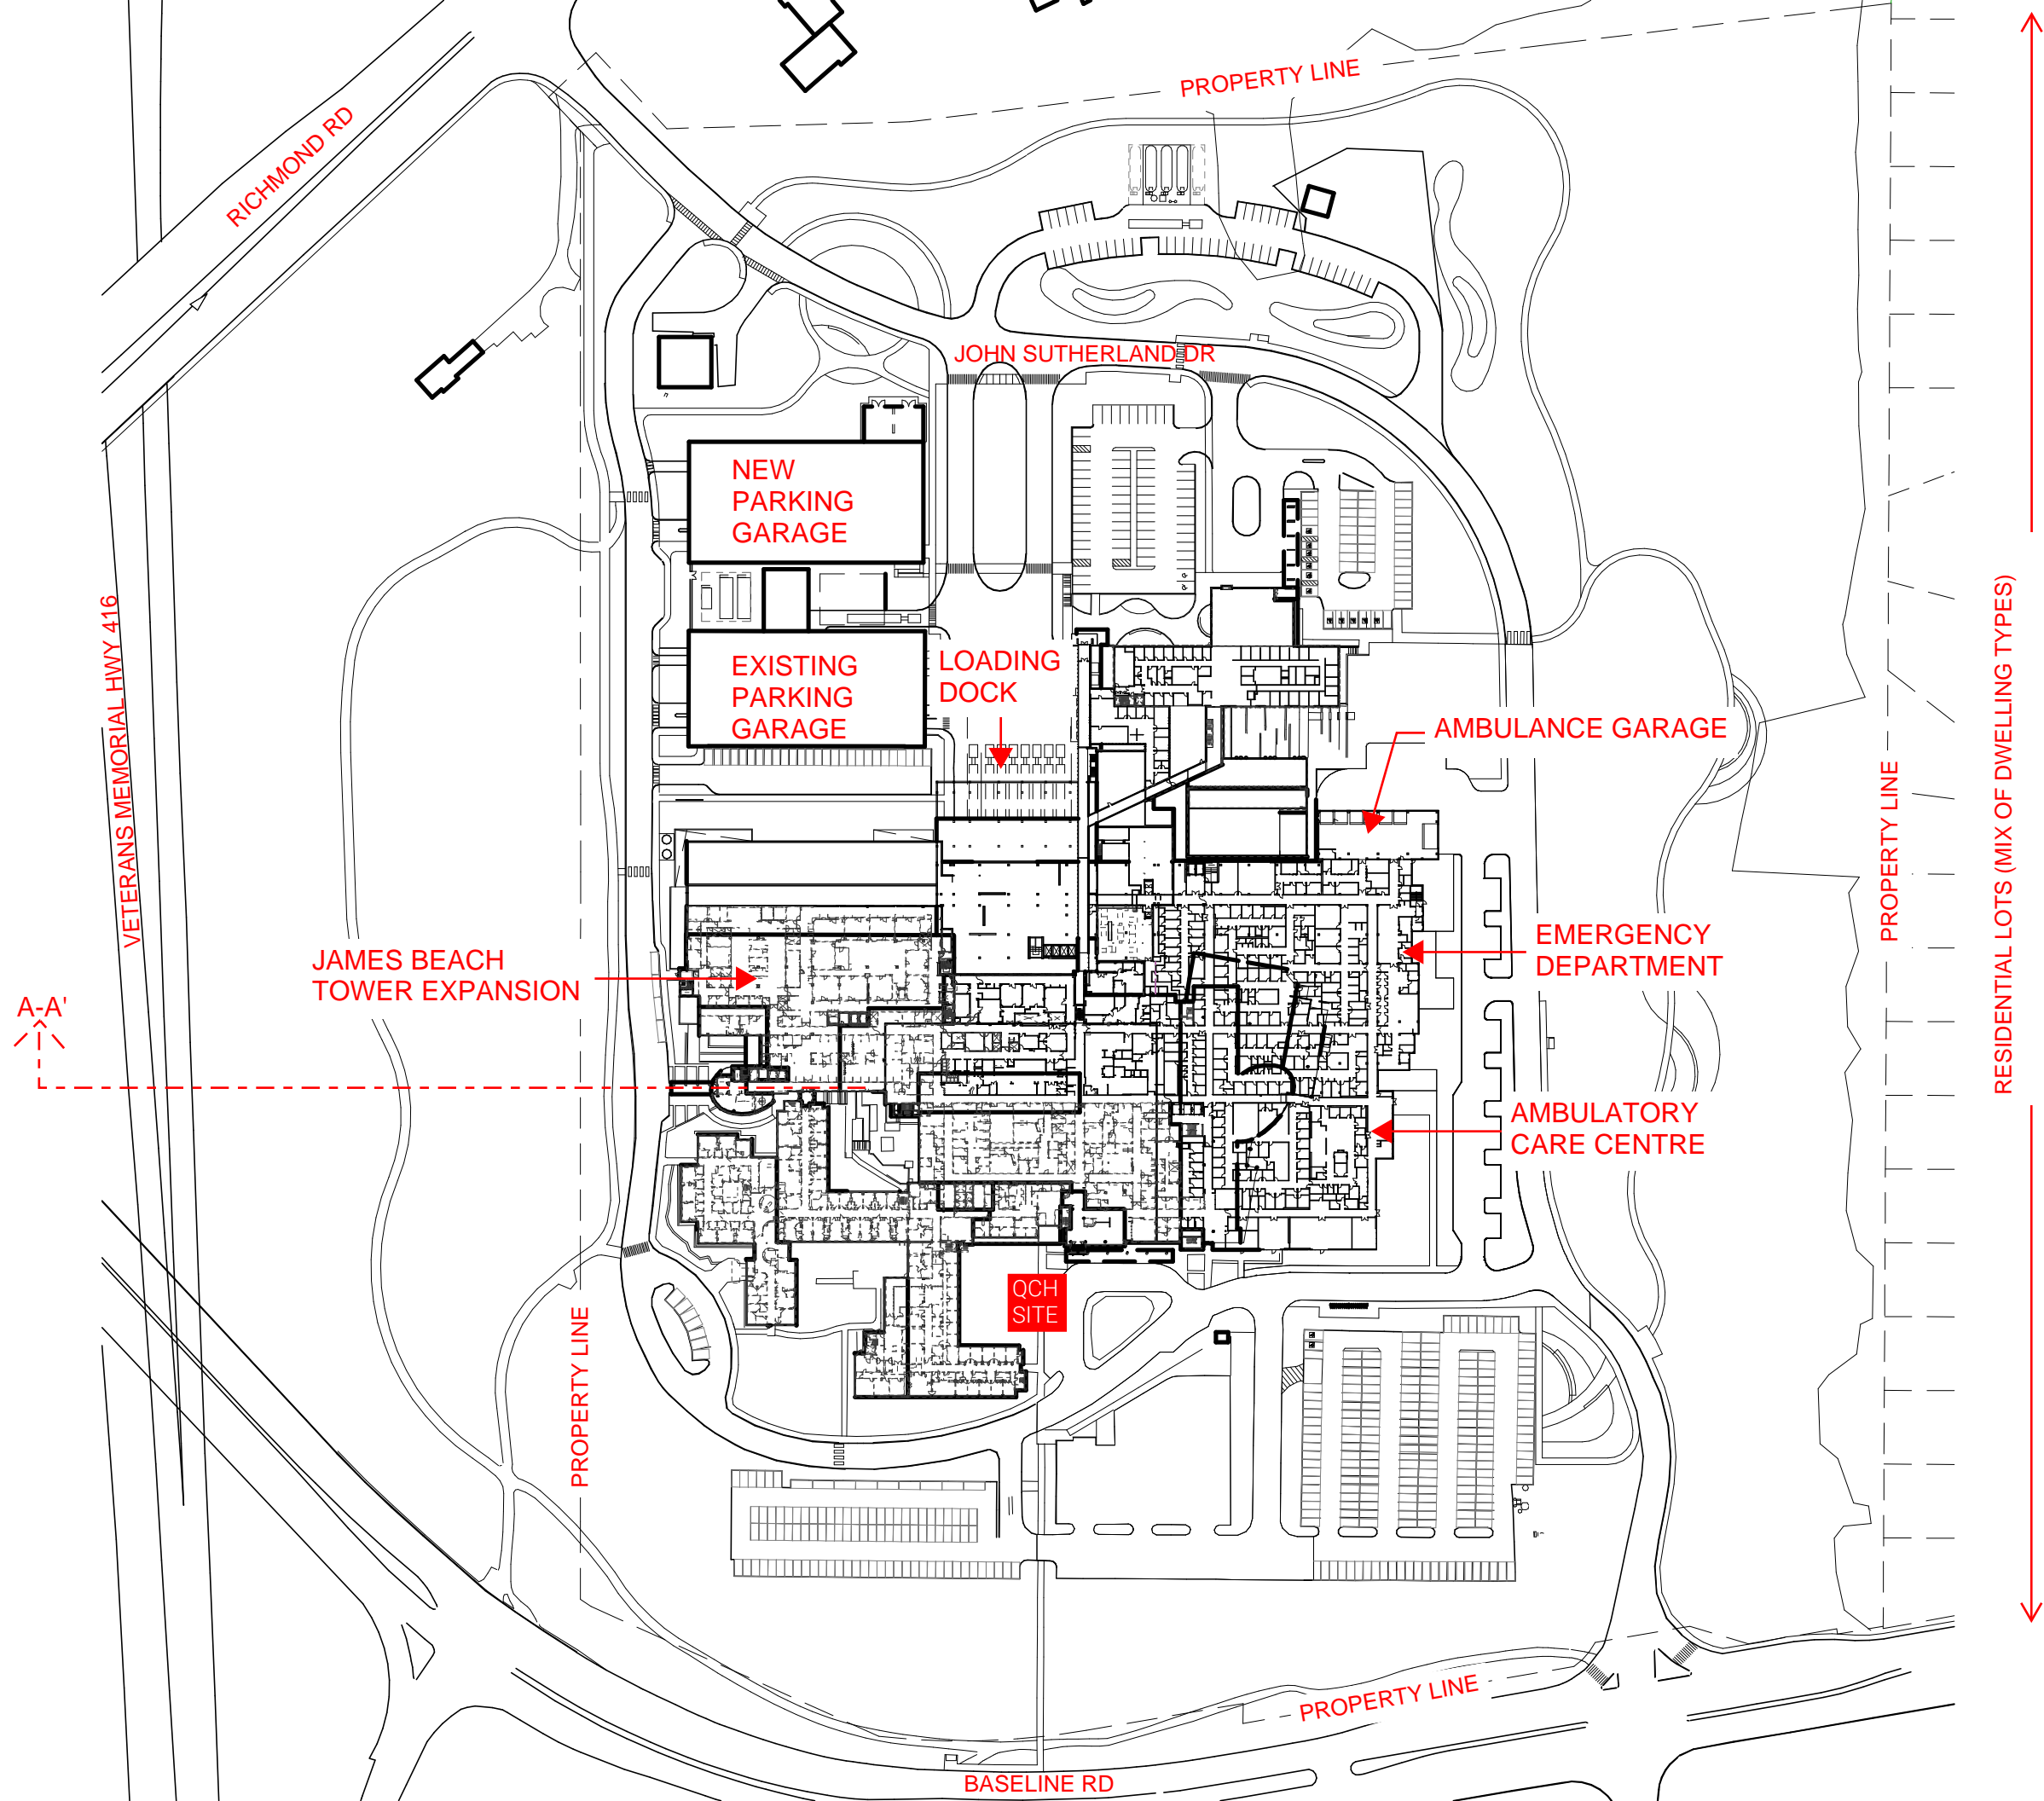 PROPERTY LINE
RICHMOND RD
JOHN SUTHERLAND DR
NEW
PARKING
GARAGE
EXISTING
PARKING
GARAGE
LOADING
DOCK
AMBULANCE GARAGE
VETERANS MEMORIAL HWY 416
PROPERTY LINE
RESIDENTIAL LOTS (MIX OF DWELLING TYPES)
JAMES BEACH
TOWER EXPANSION
EMERGENCY
DEPARTMENT
A-A'
AMBULATORY
CARE CENTRE
QCH
SITE
PROPERTY LINE
PROPERTY LINE
BASELINE RD